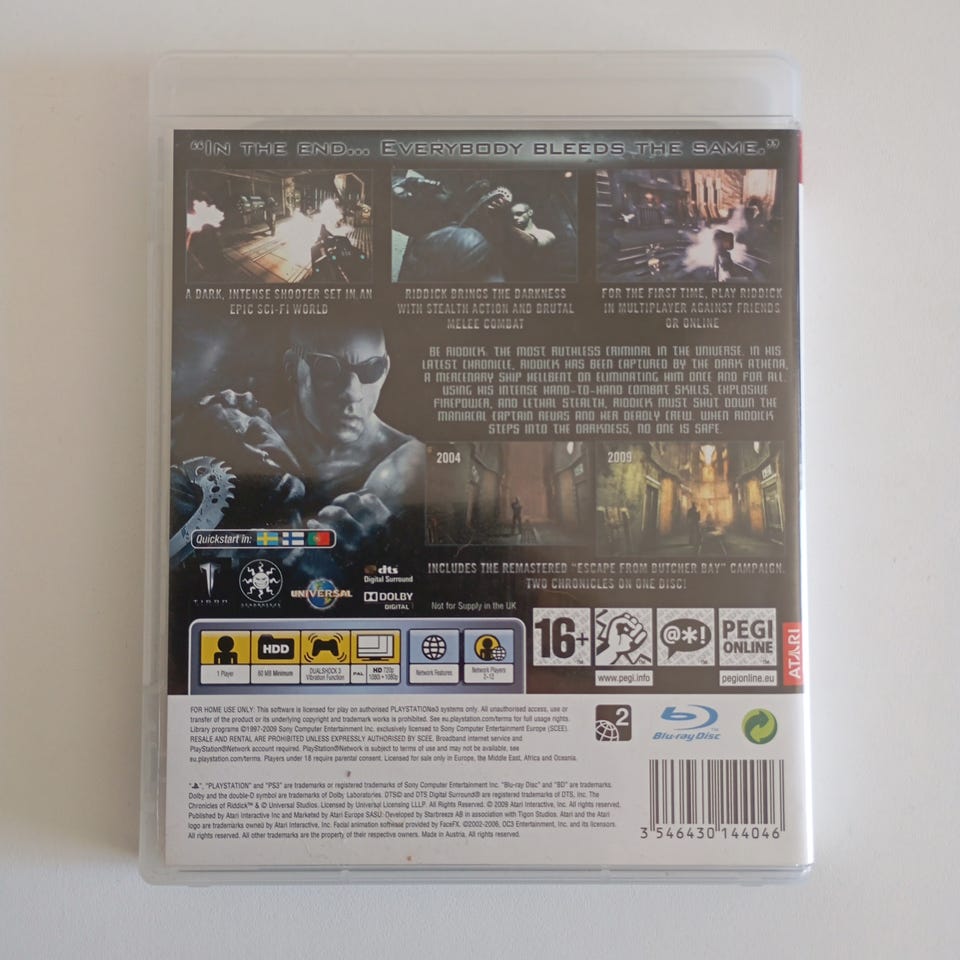 “IN THE END... EVERYBODY BLEEDS THE SAME.”
A DARK, INTENSE SHOOTER SET IN AN
EPIC SCI-FI WORLD
RIDDICK BRINGS THE DARKNESS
WITH STEALTH ACTION AND BRUTAL
MELEE COMBAT
FOR THE FIRST TIME, PLAY RIDDICK
IN MULTIPLAYER AGAINST FRIENDS
OR ONLINE
BE RIDDICK, THE MOST RUTHLESS CRIMINAL IN THE UNIVERSE. IN HIS
LATEST CHRONICLE, RIDDICK HAS BEEN CAPTURED BY THE DARK ATHENA,
A MERCENARY SHIP HELLBENT ON ELIMINATING HIM ONCE AND FOR ALL.
USING HIS INTENSE HAND-TO-HAND COMBAT SKILLS, EXPLOSIVE
FIREPOWER, AND LETHAL STEALTH, RIDDICK MUST SHUT DOWN THE
MANIACAL CAPTAIN REVAS AND HER DEADLY CREW. WHEN RIDDICK
STEPS INTO THE DARKNESS, NO ONE IS SAFE.
2004
2009
INCLUDES THE REMASTERED "ESCAPE FROM BUTCHER BAY" CAMPAIGN.
TWO CHRONICLES ON ONE DISC!
Quickstart in:
TIGON
STARBREEZE
UNIVERSAL
dts
Digital Surround
DOLBY
DIGITAL
Not for Supply in the UK
1 Player
HDD
60 MB Minimum
DUALSHOCK 3
Vibration Function
PAL
HD 720p
1080i • 1080p
Network Features
Network Players
2-12
16+
@*!
PEGI
ONLINE
www.pegi.info
pegionline.eu
ATARI
FOR HOME USE ONLY: This software is licensed for play on authorised PLAYSTATION®3 systems only. All unauthorised access, use or
transfer of the product or its underlying copyright and trademark works is prohibited. See eu.playstation.com/terms for full usage rights.
Library programs ©1997-2009 Sony Computer Entertainment Inc. exclusively licensed to Sony Computer Entertainment Europe (SCEE).
RESALE AND RENTAL ARE PROHIBITED UNLESS EXPRESSLY AUTHORISED BY SCEE. Broadband internet service and
PlayStation®Network account required. PlayStation®Network is subject to terms of use and may not be available, see
eu.playstation.com/terms. Players under 18 require parental consent. Licensed for sale only in Europe, the Middle East, Africa and Oceania.
2
Blu-ray Disc
TM
", "PLAYSTATION" and "PS3" are trademarks or registered trademarks of Sony Computer Entertainment Inc. "Blu-ray Disc" and "BD" are trademarks.
Dolby and the double-D symbol are trademarks of Dolby Laboratories. DTS© and DTS Digital Surround© are registered trademarks of DTS, Inc. The
Chronicles of Riddick™ & © Universal Studios. Licensed by Universal Licensing LLLP. All Rights Reserved. © 2009 Atari Interactive, Inc. All rights reserved.
Published by Atari Interactive Inc and Marketed by Atari Europe SASU. Developed by Starbreeze AB in association with Tigon Studios. Atari and the Atari
logo are trademarks owned by Atari Interactive, Inc. Facial animation software provided by FaceFX. ©2002-2006, OC3 Entertainment, Inc. and its licensors.
All rights reserved. All other trademarks are the property of their respective owners. Made in Austria. All rights reserved.
3 546430 144046